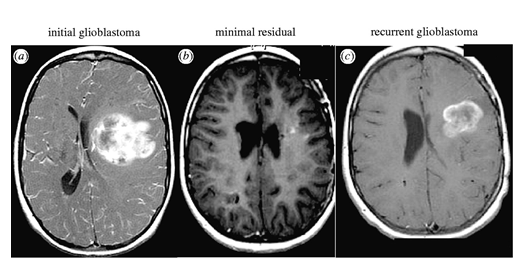 initial glioblastoma
minimal residual
recurrent glioblastoma
(a)
(b)
(c)